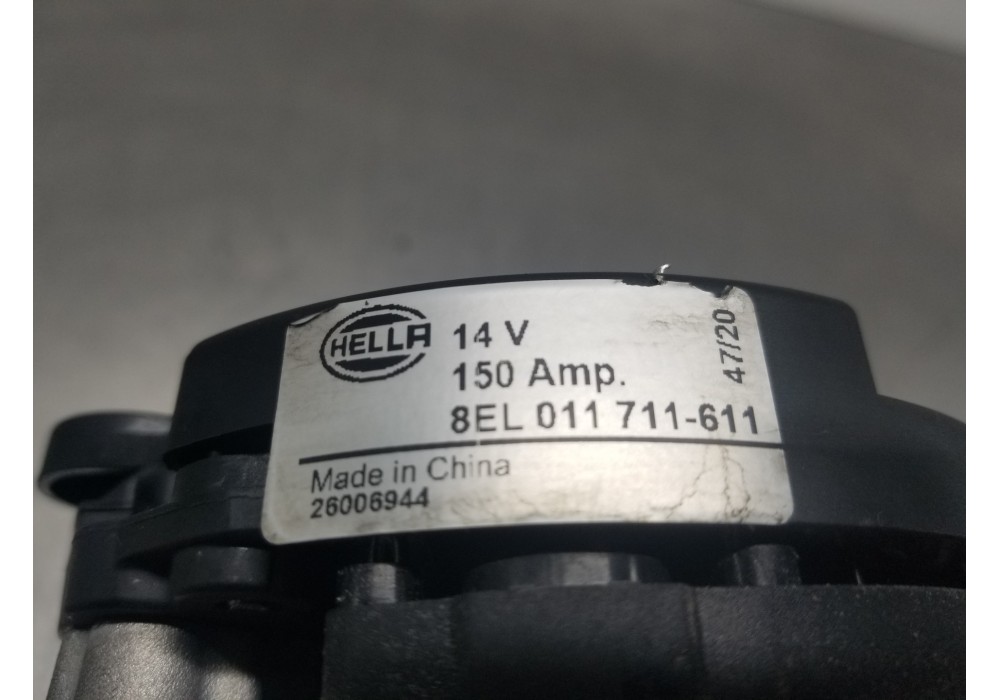 HELLA
14 V
150 Amp.
8EL 011 711-611
47/20
Made in China
26006944